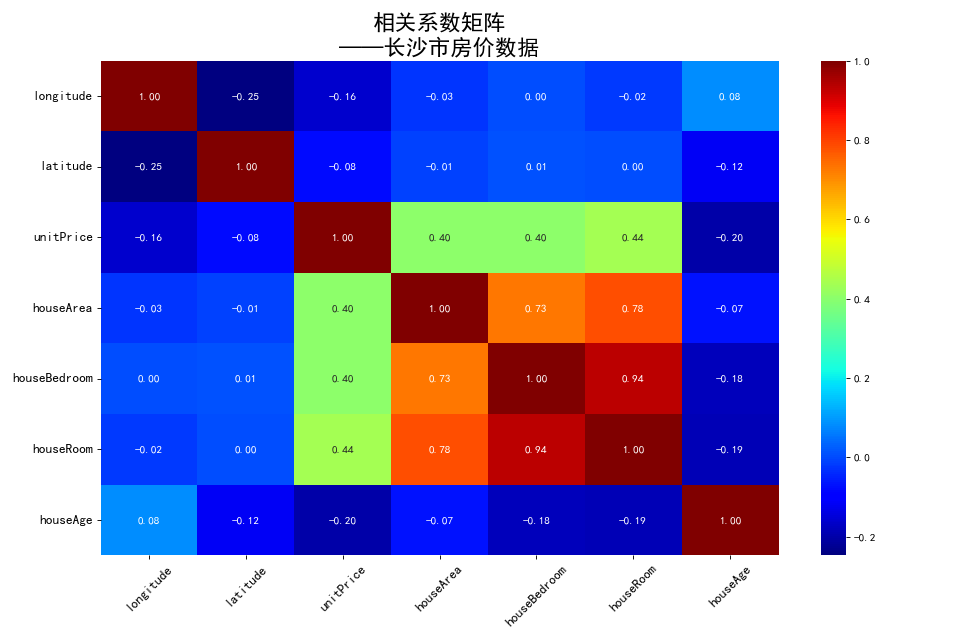 相关系数矩阵
——长沙市房价数据
longitude 1.00 -0.25 -0.16 -0.03 0.00 -0.02 0.08
latitude -0.25 1.00 -0.08 -0.01 0.01 0.00 -0.12
unitPrice -0.16 -0.08 1.00 0.40 0.40 0.44 -0.20
houseArea -0.03 -0.01 0.40 1.00 0.73 0.78 -0.07
houseBedroom 0.00 0.01 0.40 0.73 1.00 0.94 -0.18
houseRoom -0.02 0.00 0.44 0.78 0.94 1.00 -0.19
houseAge 0.08 -0.12 -0.20 -0.07 -0.18 -0.19 1.00
longitude latitude unitPrice houseArea houseBedroom houseRoom houseAge
1.0
0.8
0.6
0.4
0.2
0.0
-0.2